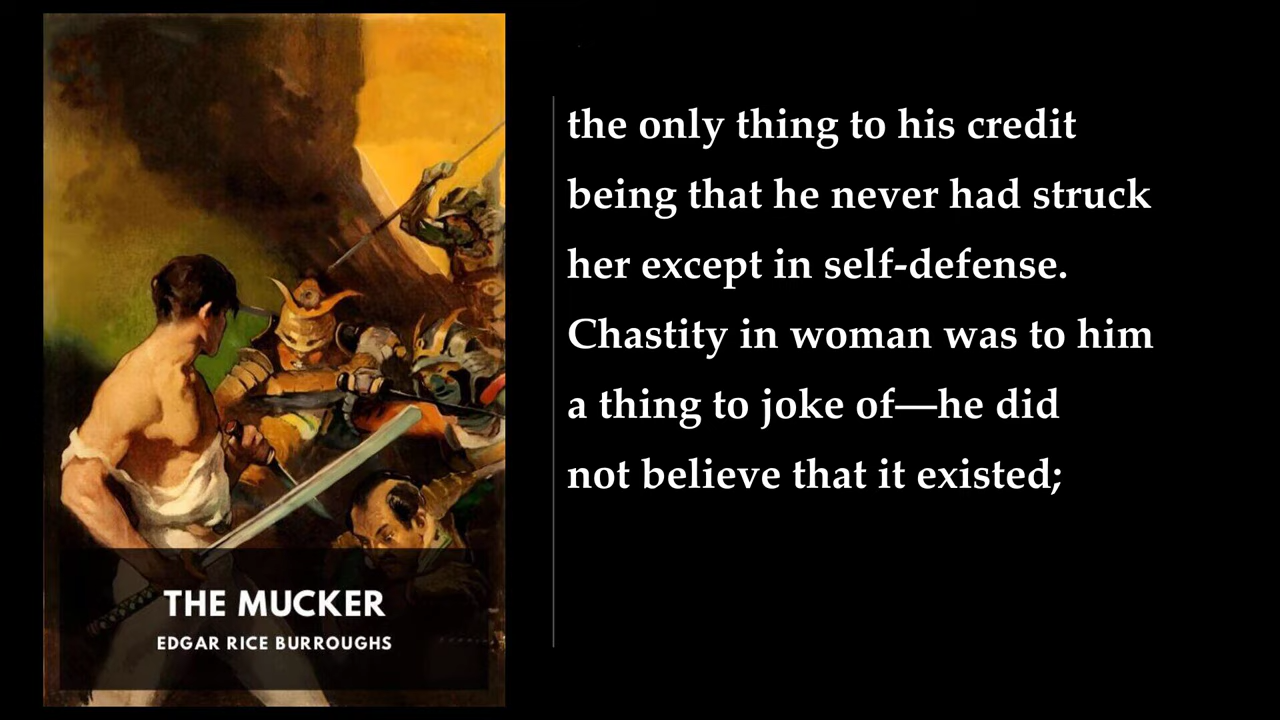 the only thing to his credit
being that he never had struck
her except in self-defense.
Chastity in woman was to him
a thing to joke of—he did
not believe that it existed;
THE MUCKER
EDGAR RICE BURROUGHS